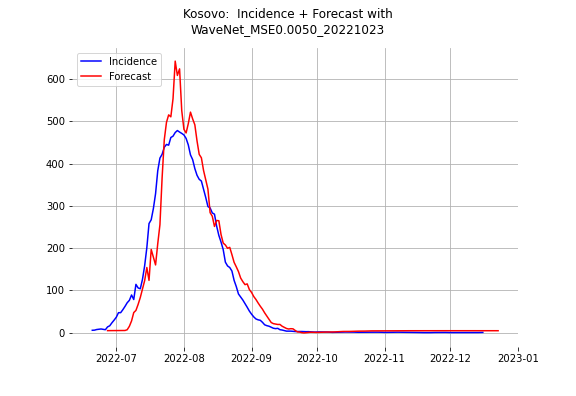 Kosovo:  Incidence + Forecast with
WaveNet_MSE0.0050_20221023
Incidence
Forecast
600
500
400
300
200
100
0
2022-07 2022-08 2022-09 2022-10 2022-11 2022-12 2023-01